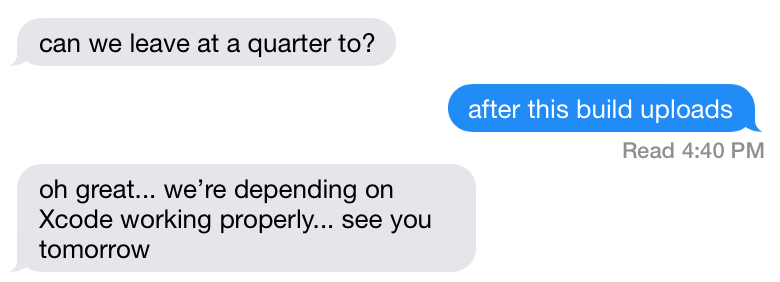 can we leave at a quarter to?
after this build uploads
Read 4:40 PM
oh great... we’re depending on
Xcode working properly... see you
tomorrow